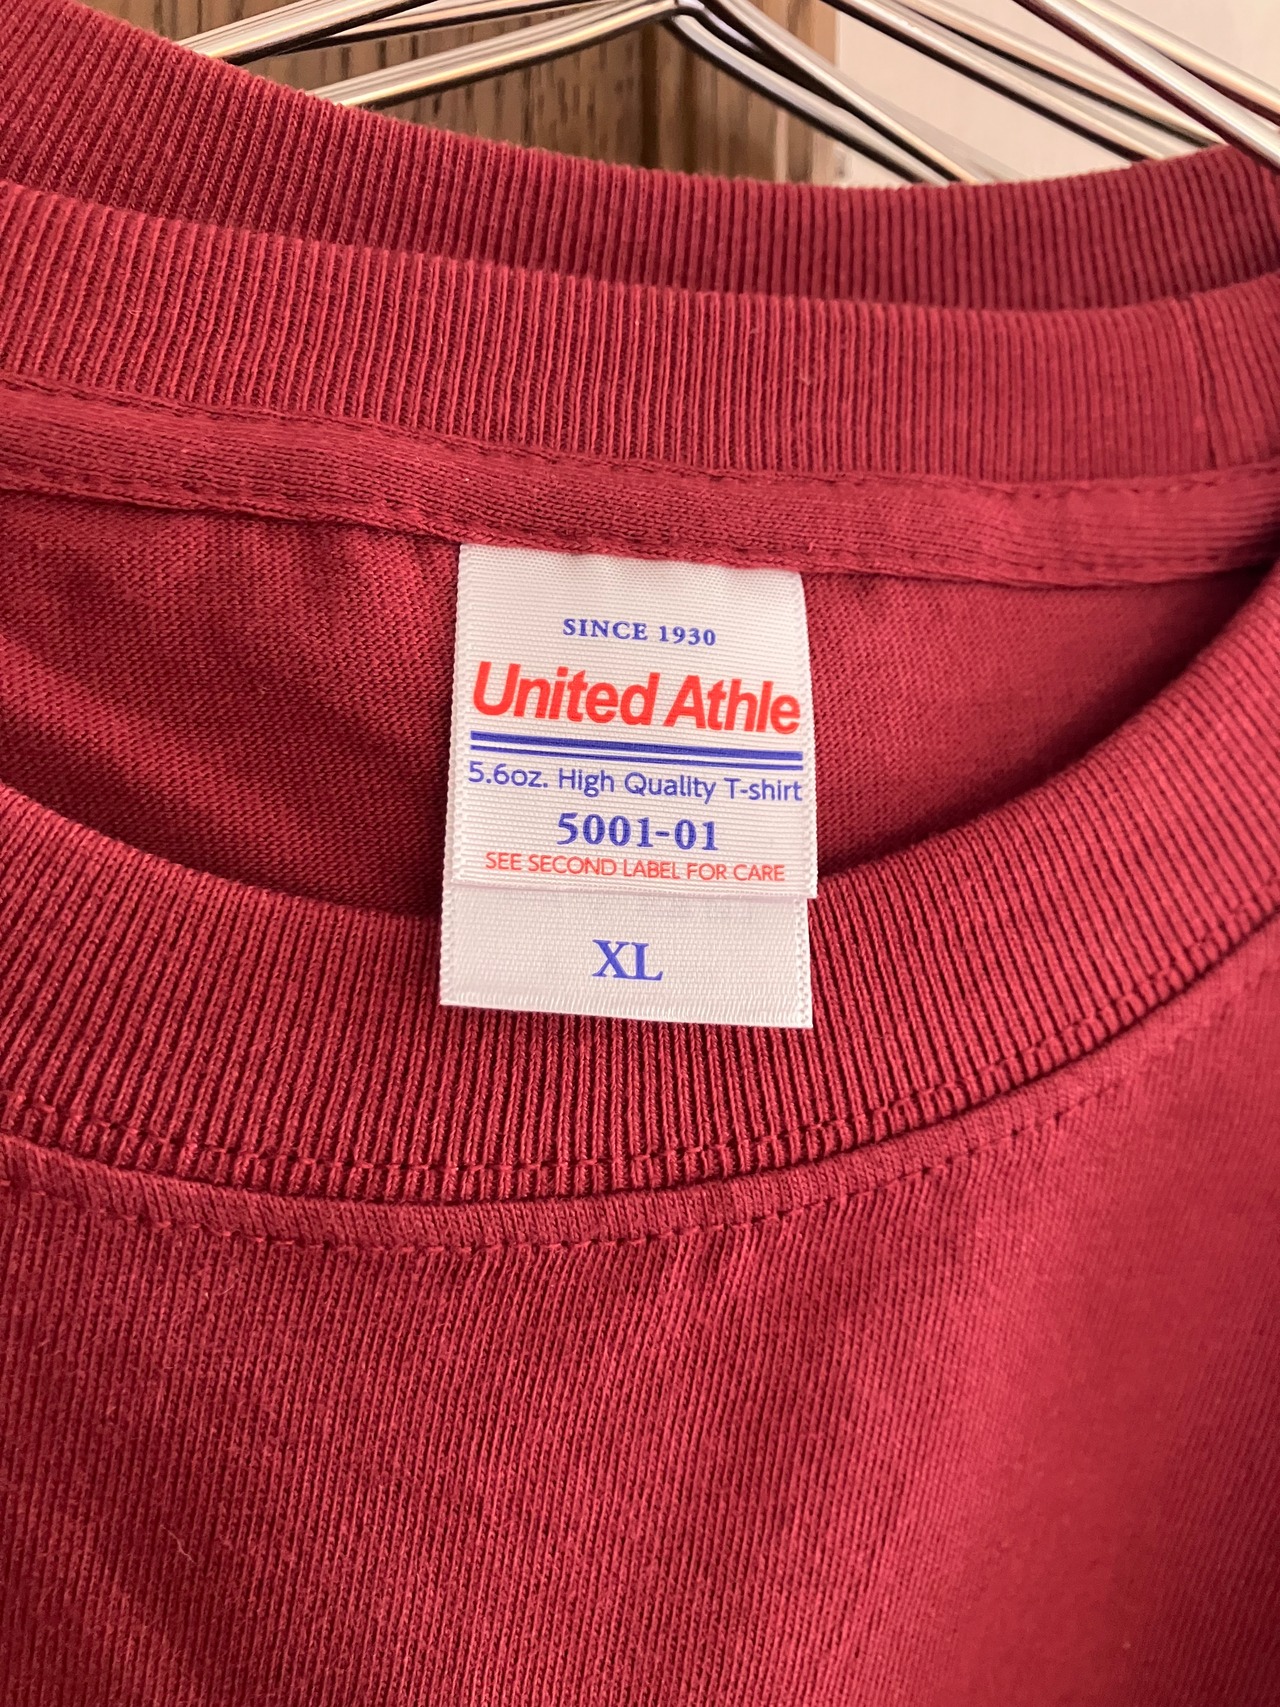 SINCE 1930
United Athle
5.6oz. High Quality T-shirt
5001-01
SEE SECOND LABEL FOR CARE
XL